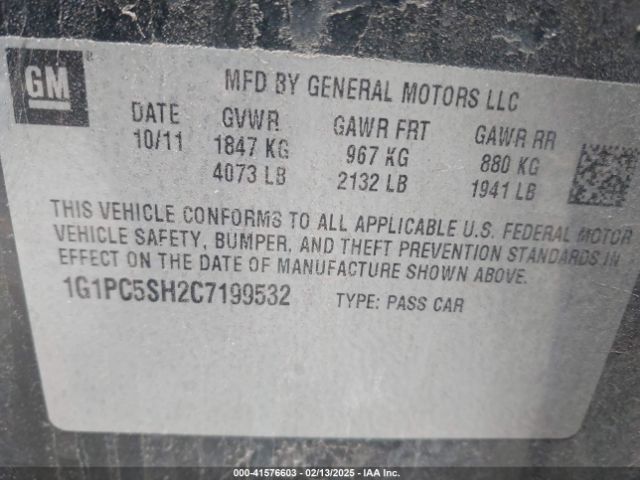 GM
MFD BY GENERAL MOTORS LLC
DATE GVWR GAWR FRT GAWR RR
10/11 1847 KG 967 KG 880 KG
4073 LB 2132 LB 1941 LB
THIS VEHICLE CONFORMS TO ALL APPLICABLE U.S. FEDERAL MOTOR
VEHICLE SAFETY, BUMPER, AND THEFT PREVENTION STANDARDS IN
EFFECT ON THE DATE OF MANUFACTURE SHOWN ABOVE.
1G1PC5SH2C7199532 TYPE: PASS CAR
000-41576603 - 02/13/2025 - IAA Inc.